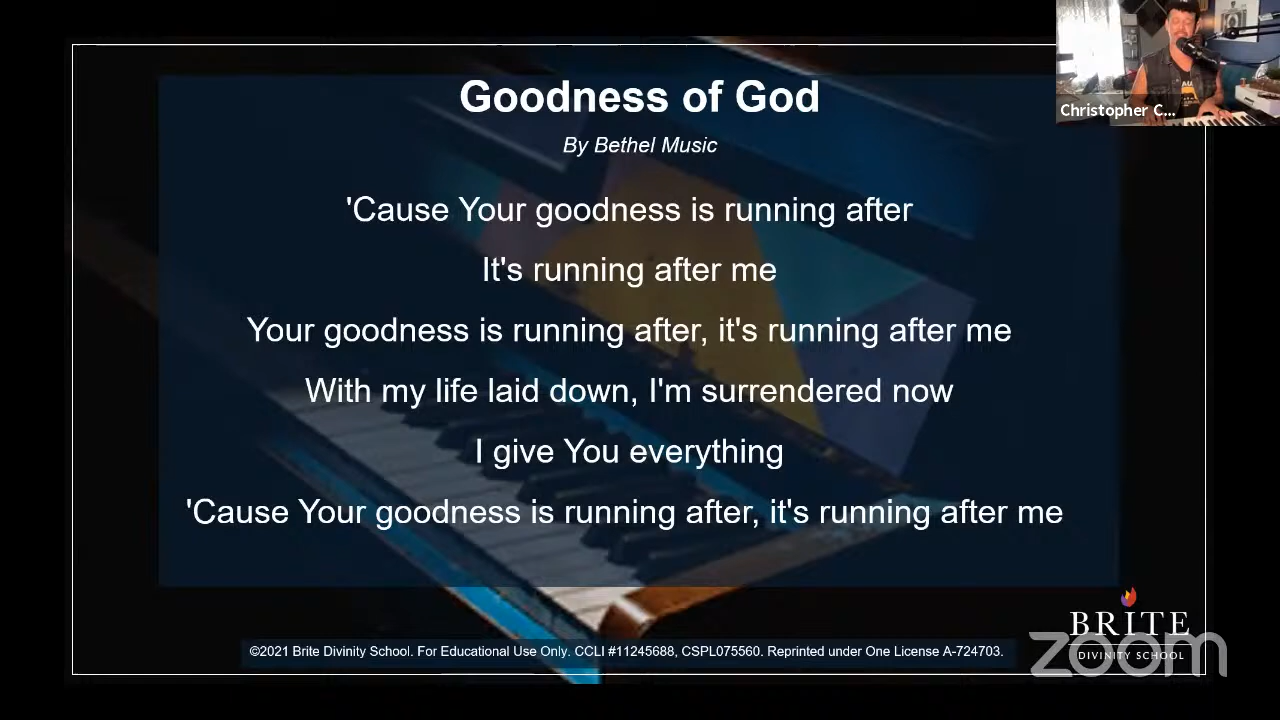 Goodness of God
By Bethel Music
'Cause Your goodness is running after
It's running after me
Your goodness is running after, it's running after me
With my life laid down, I'm surrendered now
I give You everything
'Cause Your goodness is running after, it's running after me
©2021 Brite Divinity School. For Educational Use Only. CCLI #11245688, CSPL075560. Reprinted under One License A-724703.
Christopher C...
BRITE
DIVINITY SCHOOL
zoom